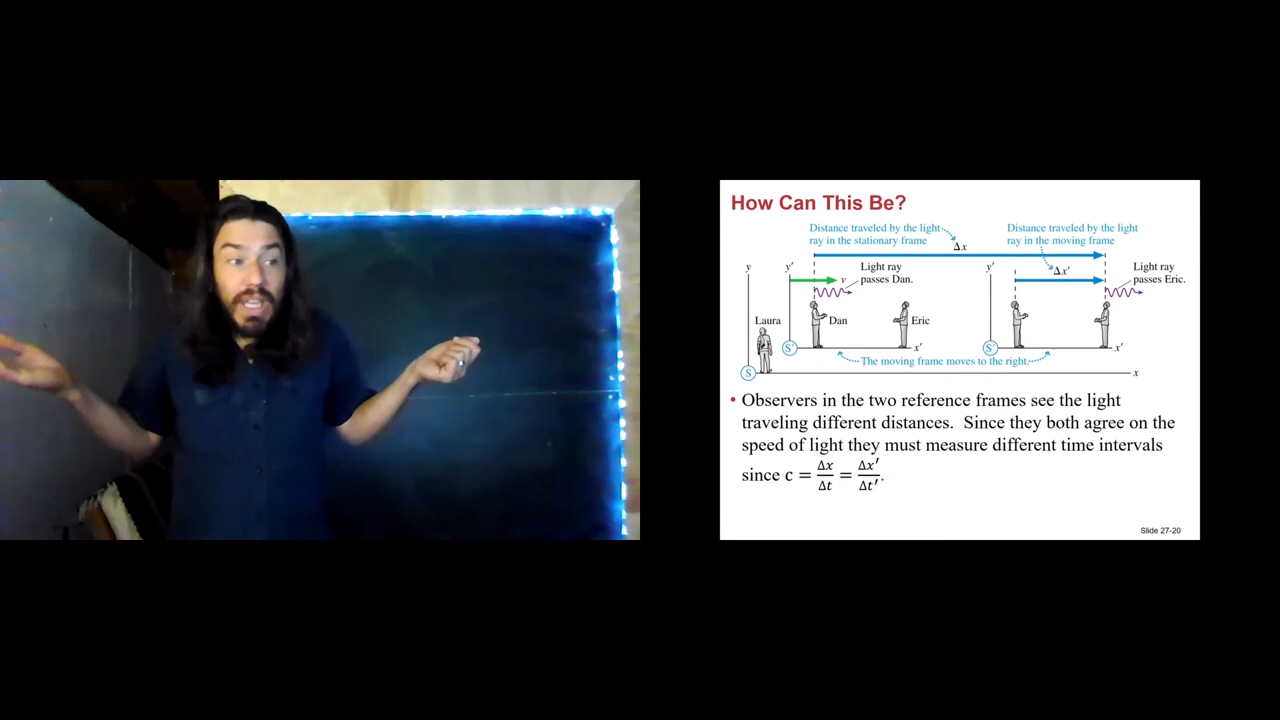 How Can This Be?
Distance traveled by the light
ray in the stationary frame
Δx
Distance traveled by the light
ray in the moving frame
Δx′
y
y′
v
Light ray
passes Dan.
y′
Light ray
passes Eric.
Laura
Dan
Eric
S′
x′
S′
x′
The moving frame moves to the right.
S
x
• Observers in the two reference frames see the light
traveling different distances. Since they both agree on the
speed of light they must measure different time intervals
since c = Δx/Δt = Δx′/Δt′.
Slide 27-20